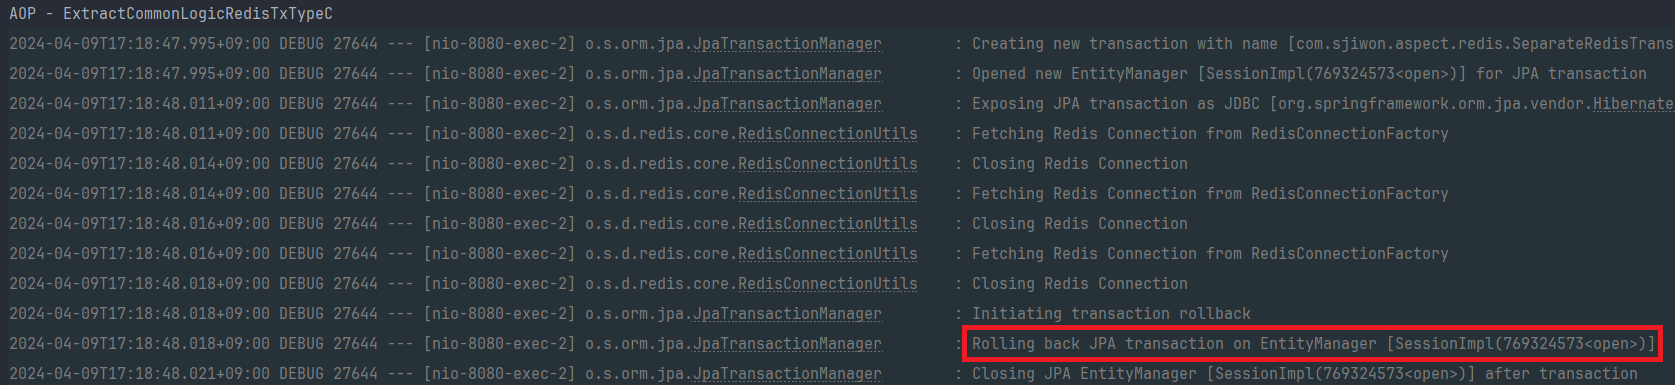 AOP - ExtractCommonLogicRedisTxTypeC
2024-04-09T17:18:47.995+09:00 DEBUG 27644 --- [nio-8080-exec-2] o.s.orm.jpa.JpaTransactionManager        : Creating new transaction with name [com.sjiwon.aspect.redis.SeparateRedisTrans
2024-04-09T17:18:47.995+09:00 DEBUG 27644 --- [nio-8080-exec-2] o.s.orm.jpa.JpaTransactionManager        : Opened new EntityManager [SessionImpl(769324573<open>)] for JPA transaction
2024-04-09T17:18:48.011+09:00 DEBUG 27644 --- [nio-8080-exec-2] o.s.orm.jpa.JpaTransactionManager        : Exposing JPA transaction as JDBC [org.springframework.orm.jpa.vendor.Hibernate
2024-04-09T17:18:48.011+09:00 DEBUG 27644 --- [nio-8080-exec-2] o.s.d.redis.core.RedisConnectionUtils    : Fetching Redis Connection from RedisConnectionFactory
2024-04-09T17:18:48.014+09:00 DEBUG 27644 --- [nio-8080-exec-2] o.s.d.redis.core.RedisConnectionUtils    : Closing Redis Connection
2024-04-09T17:18:48.014+09:00 DEBUG 27644 --- [nio-8080-exec-2] o.s.d.redis.core.RedisConnectionUtils    : Fetching Redis Connection from RedisConnectionFactory
2024-04-09T17:18:48.016+09:00 DEBUG 27644 --- [nio-8080-exec-2] o.s.d.redis.core.RedisConnectionUtils    : Closing Redis Connection
2024-04-09T17:18:48.016+09:00 DEBUG 27644 --- [nio-8080-exec-2] o.s.d.redis.core.RedisConnectionUtils    : Fetching Redis Connection from RedisConnectionFactory
2024-04-09T17:18:48.018+09:00 DEBUG 27644 --- [nio-8080-exec-2] o.s.d.redis.core.RedisConnectionUtils    : Closing Redis Connection
2024-04-09T17:18:48.018+09:00 DEBUG 27644 --- [nio-8080-exec-2] o.s.orm.jpa.JpaTransactionManager        : Initiating transaction rollback
2024-04-09T17:18:48.018+09:00 DEBUG 27644 --- [nio-8080-exec-2] o.s.orm.jpa.JpaTransactionManager        : Rolling back JPA transaction on EntityManager [SessionImpl(769324573<open>)]
2024-04-09T17:18:48.021+09:00 DEBUG 27644 --- [nio-8080-exec-2] o.s.orm.jpa.JpaTransactionManager        : Closing JPA EntityManager [SessionImpl(769324573<open>)] after transaction